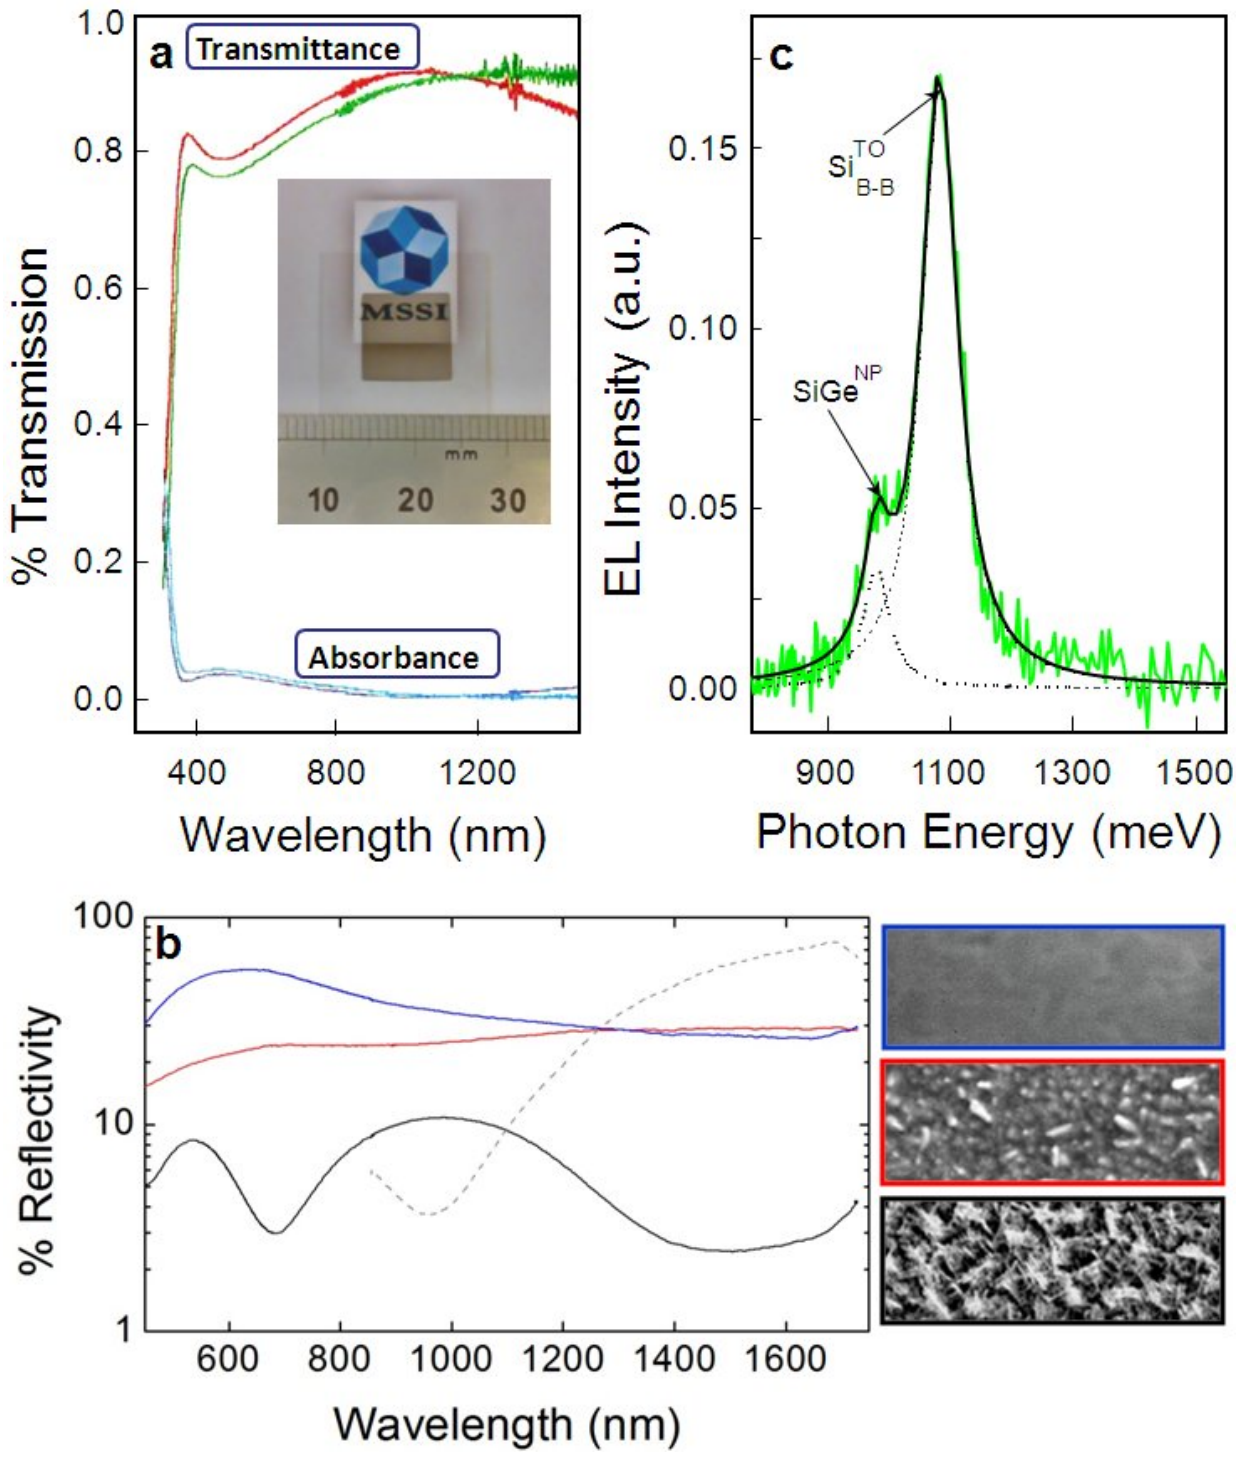 a
Transmittance
1.0
0.8
0.6
0.4
0.2
0.0
% Transmission
MSSI
mm
10 20 30
Absorbance
400 800 1200
Wavelength (nm)
c
Si TO B-B
SiGe NP
0.15
0.10
0.05
0.00
EL Intensity (a.u.)
900 1100 1300 1500
Photon Energy (meV)
b
100
10
1
% Reflectivity
600 800 1000 1200 1400 1600
Wavelength (nm)